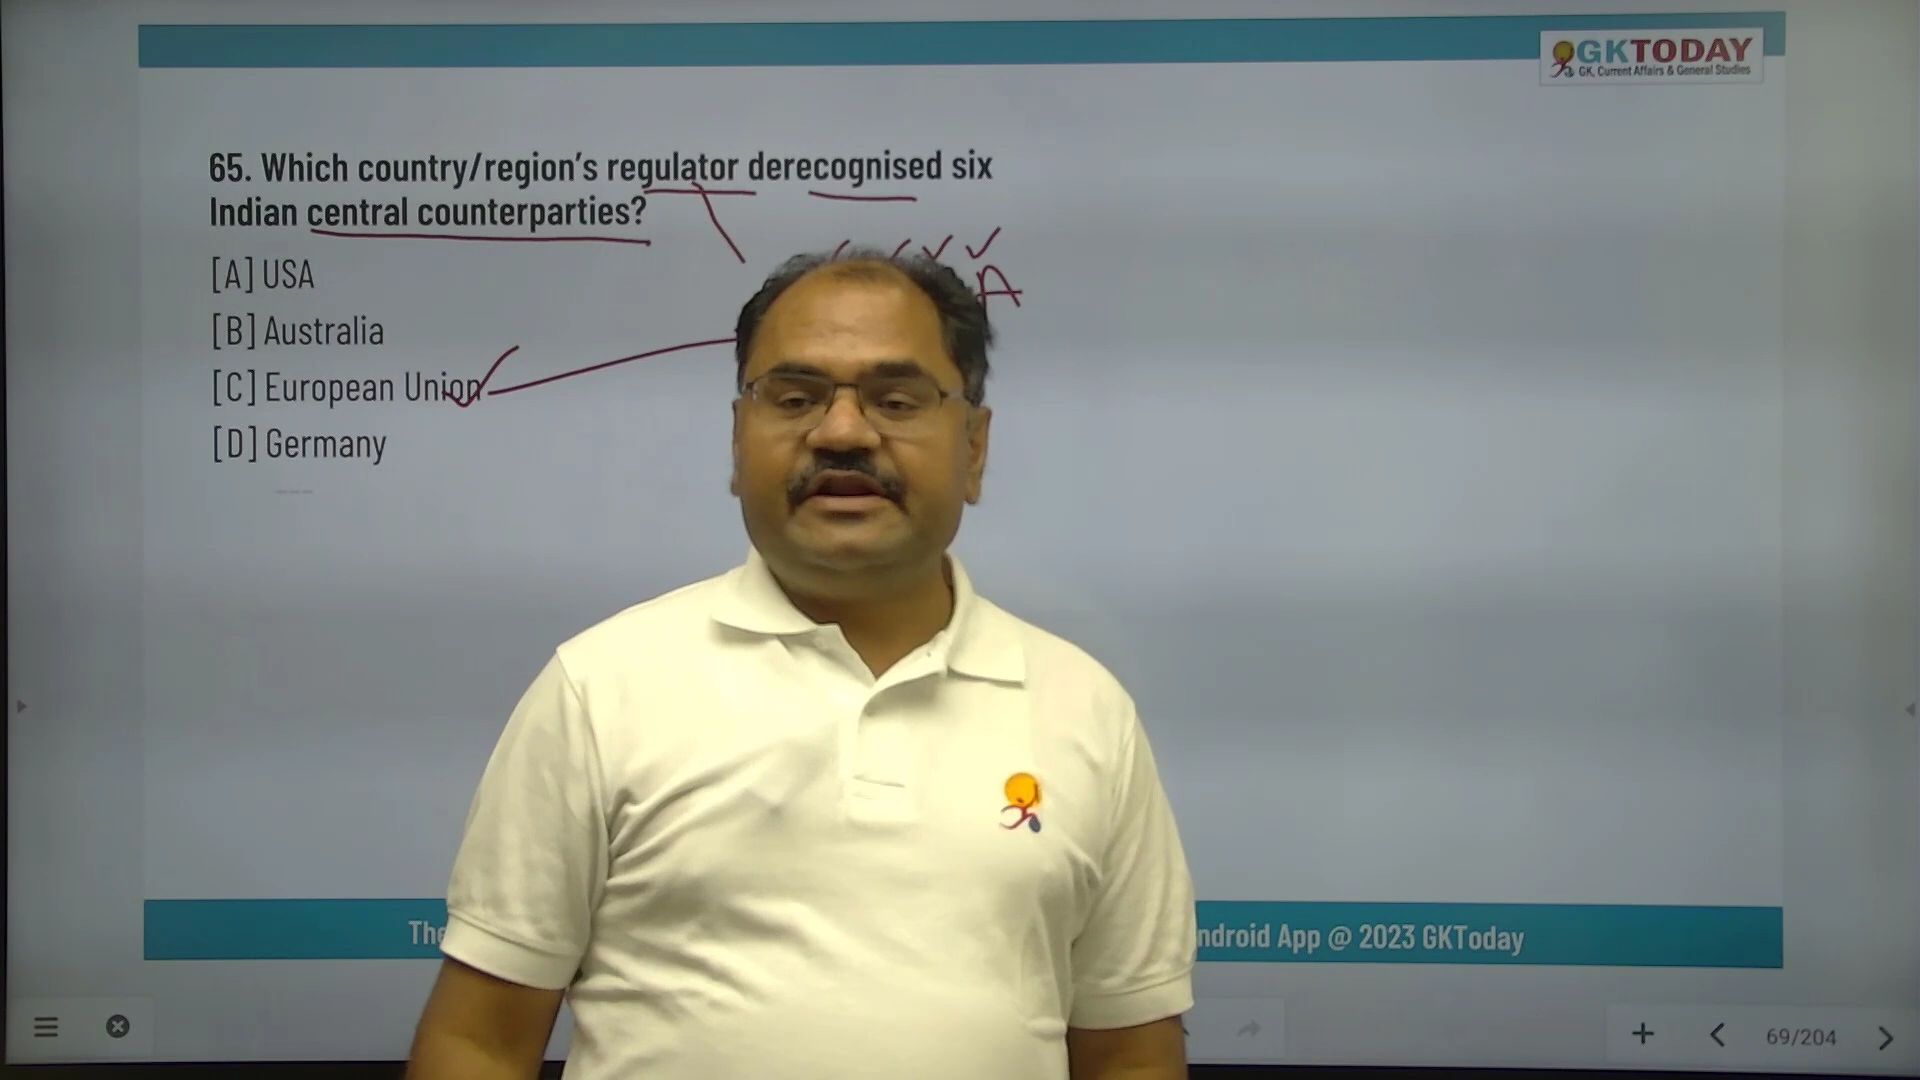 GKTODAY
GK, Current Affairs & General Studies
65. Which country/region's regulator derecognised six
Indian central counterparties?
[A] USA
A
[B] Australia
[C] European Union
[D] Germany
The
ndroid App @ 2023 GKToday
69/204